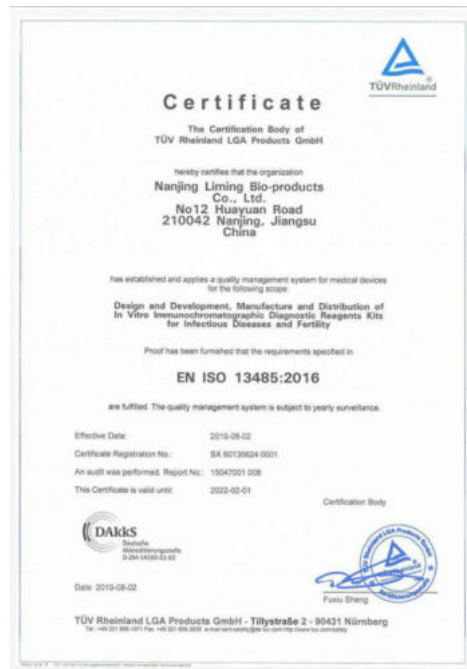 TÜVRheinland
®
Certificate
The Certification Body of
TÜV Rheinland LGA Products GmbH
hereby certifies that the organization
Nanjing Liming Bio-products
Co., Ltd.
No12 Huayuan Road
210042 Nanjing, Jiangsu
China
has established and applies a quality management system for medical devices
for the following scope:
Design and Development, Manufacture and Distribution of
In Vitro Immunochromatographic Diagnostic Reagents Kits
for Infectious Diseases and Fertility
Proof has been furnished that the requirements specified in
EN ISO 13485:2016
are fulfilled. The quality management system is subject to yearly surveillance.
Effective Date: 2019-08-02
Certificate Registration No.: SX 60135624 0001
An audit was performed. Report No.: 15047001 008
This Certificate is valid until: 2022-02-01
Certification Body
DAkkS
Deutsche
Akkreditierungsstelle
D-ZM-14169-01-02
Date 2019-08-02
Fuxiu Sheng
TÜV Rheinland LGA Products GmbH - Tillystraße 2 - 90431 Nürnberg